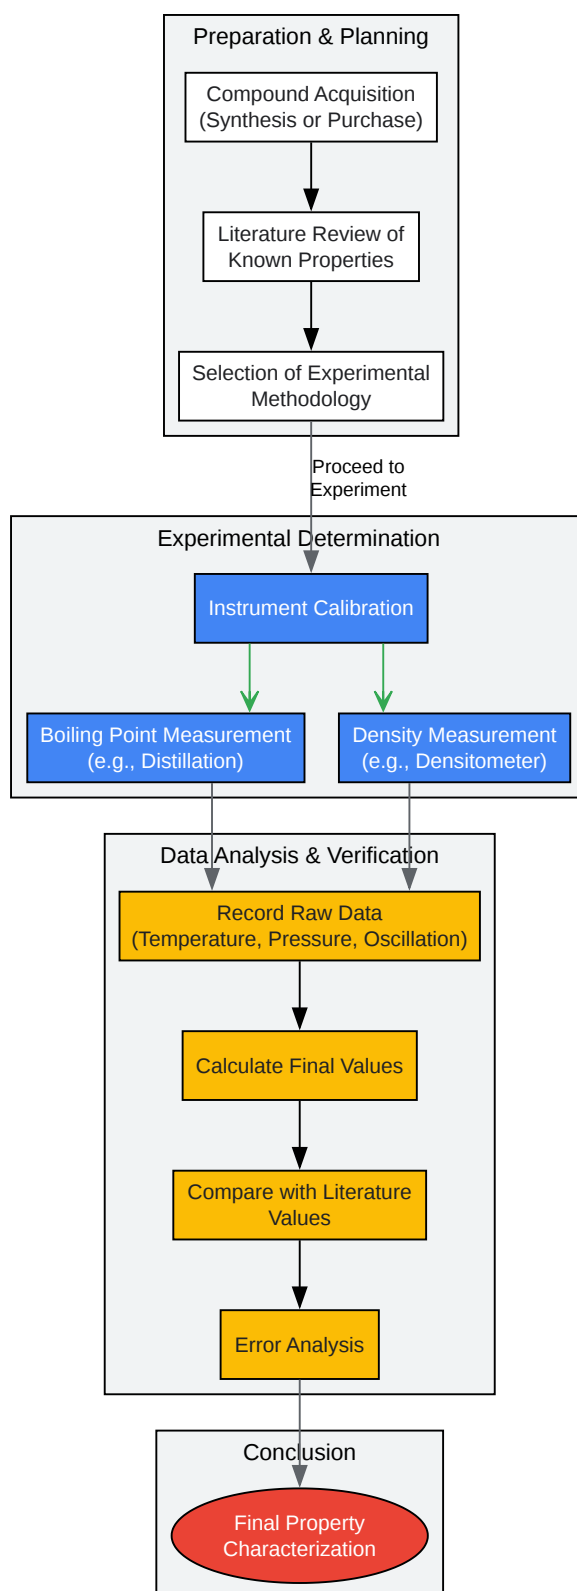 Preparation & Planning
Compound Acquisition
(Synthesis or Purchase)
Literature Review of
Known Properties
Selection of Experimental
Methodology
Proceed to
Experiment
Experimental Determination
Instrument Calibration
Boiling Point Measurement
(e.g., Distillation)
Density Measurement
(e.g., Densitometer)
Data Analysis & Verification
Record Raw Data
(Temperature, Pressure, Oscillation)
Calculate Final Values
Compare with Literature
Values
Error Analysis
Conclusion
Final Property
Characterization